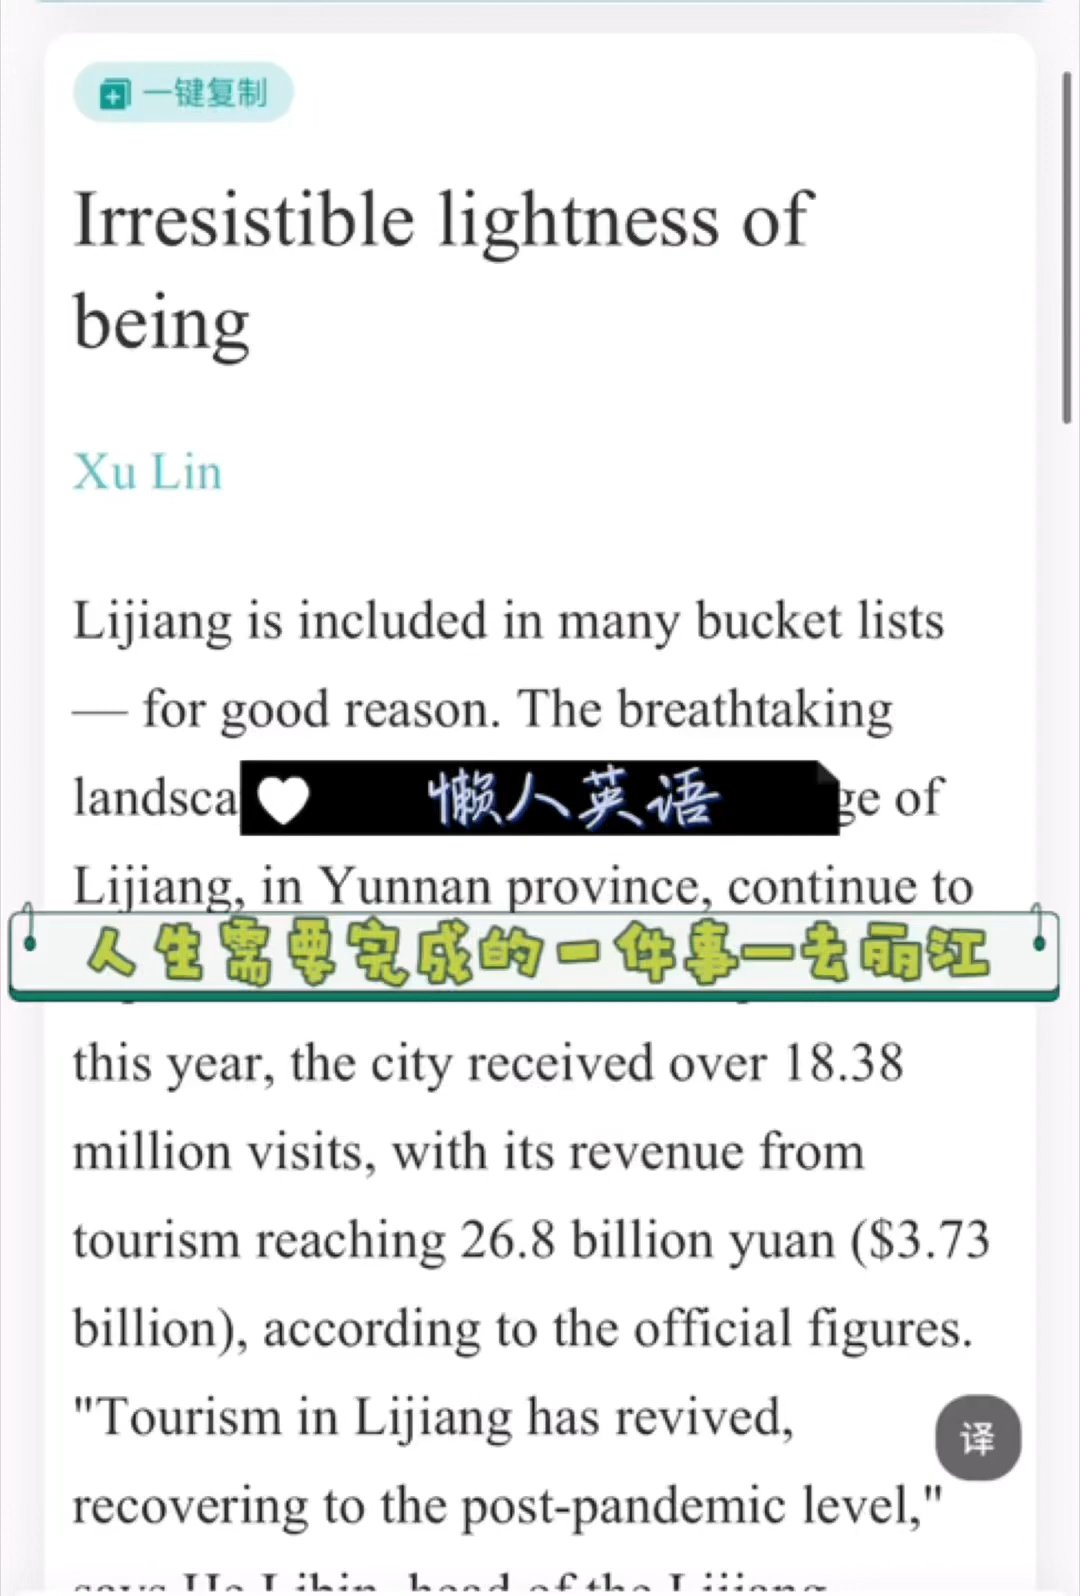 一键复制
Irresistible lightness of
being
Xu Lin
Lijiang is included in many bucket lists
— for good reason. The breathtaking
懒人英语
of
Lijiang, in Yunnan province, continue to
人生需要完成的一件事一去丽江
this year, the city received over 18.38
million visits, with its revenue from
tourism reaching 26.8 billion yuan ($3.73
billion), according to the official figures.
"Tourism in Lijiang has revived,
译
recovering to the post-pandemic level,"